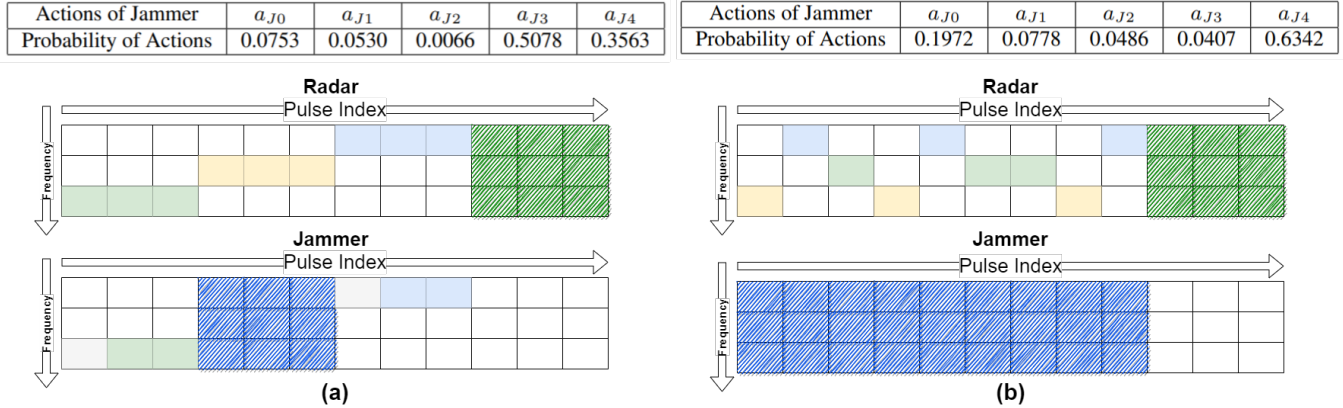 Actions of Jammer a_{J0} a_{J1} a_{J2} a_{J3} a_{J4}
Probability of Actions 0.0753 0.0530 0.0066 0.5078 0.3563
Radar
Pulse Index
Frequency
Jammer
Pulse Index
Frequency
(a)
Actions of Jammer a_{J0} a_{J1} a_{J2} a_{J3} a_{J4}
Probability of Actions 0.1972 0.0778 0.0486 0.0407 0.6342
Radar
Pulse Index
Frequency
Jammer
Pulse Index
Frequency
(b)